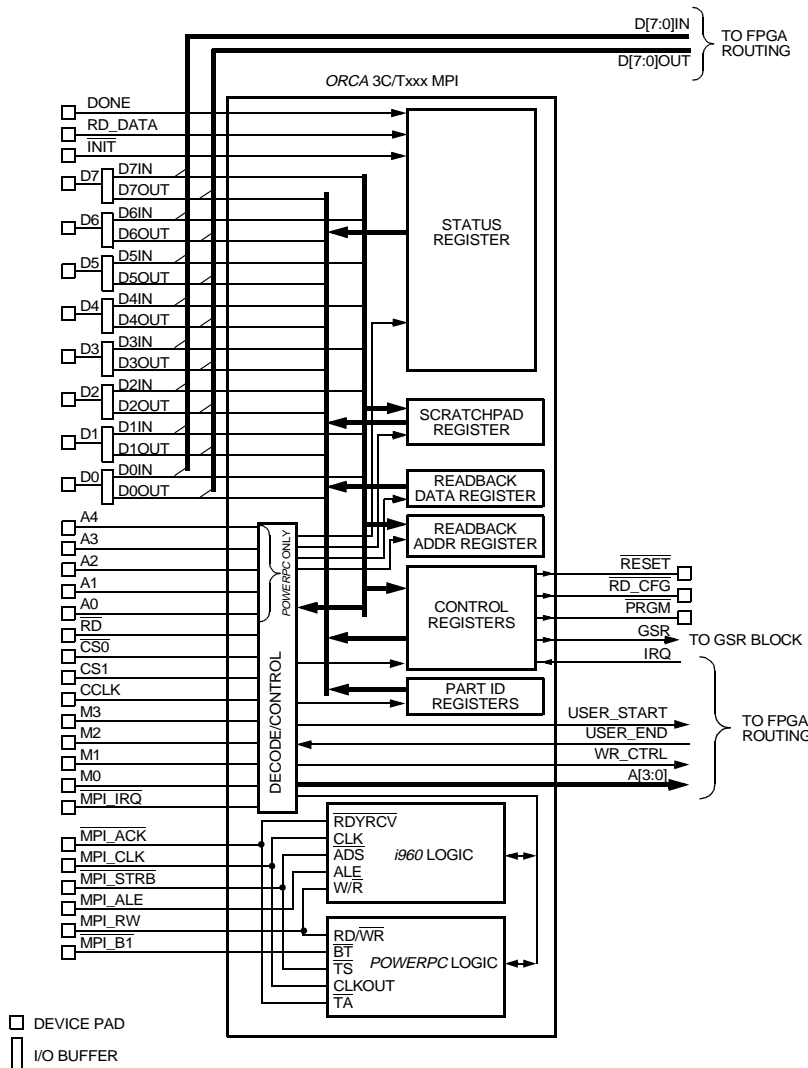 D[7:0]IN
D[7:0]OUT
TO FPGA
ROUTING
ORCA 3C/Txxx MPI
DONE
RD_DATA
INIT
D7
D7IN
D7OUT
D6
D6IN
D6OUT
D5
D5IN
D5OUT
D4
D4IN
D4OUT
D3
D3IN
D3OUT
D2
D2IN
D2OUT
D1
D1IN
D1OUT
D0
D0IN
D0OUT
STATUS
REGISTER
SCRATCHPAD
REGISTER
READBACK
DATA REGISTER
READBACK
ADDR REGISTER
CONTROL
REGISTERS
PART ID
REGISTERS
A4
A3
A2
A1
A0
RD
CS0
CS1
CCLK
M3
M2
M1
M0
MPI_IRQ
POWERPC ONLY
DECODE/CONTROL
RESET
RD_CFG
PRGM
GSR
TO GSR BLOCK
IRQ
USER_START
USER_END
WR_CTRL
A[3:0]
TO FPGA
ROUTING
MPI_ACK
MPI_CLK
MPI_STRB
MPI_ALE
MPI_RW
MPI_B1
RDYRCV
CLK
ADS
ALE
W/R
i960 LOGIC
RD/WR
BT
TS
CLKOUT
TA
POWERPC LOGIC
DEVICE PAD
I/O BUFFER